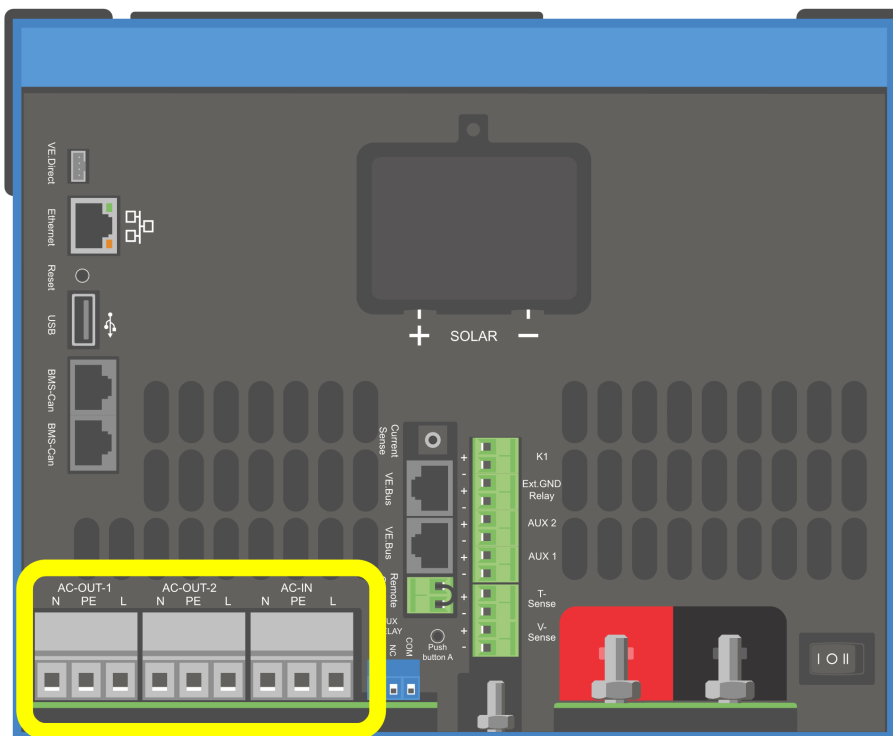 VE.Direct
Ethernet
Reset
USB
BMS-Can
BMS-Can
+ SOLAR −
Current
Sense
VE.Bus
VE.Bus
Remote
NC
COM
Push
button A
+
-
+
-
+
-
+
-
+
-
+
-
K1
Ext.GND
Relay
AUX 2
AUX 1
T-
Sense
V-
Sense
AC-OUT-1 AC-OUT-2 AC-IN
N PE L N PE L N PE L
I O II